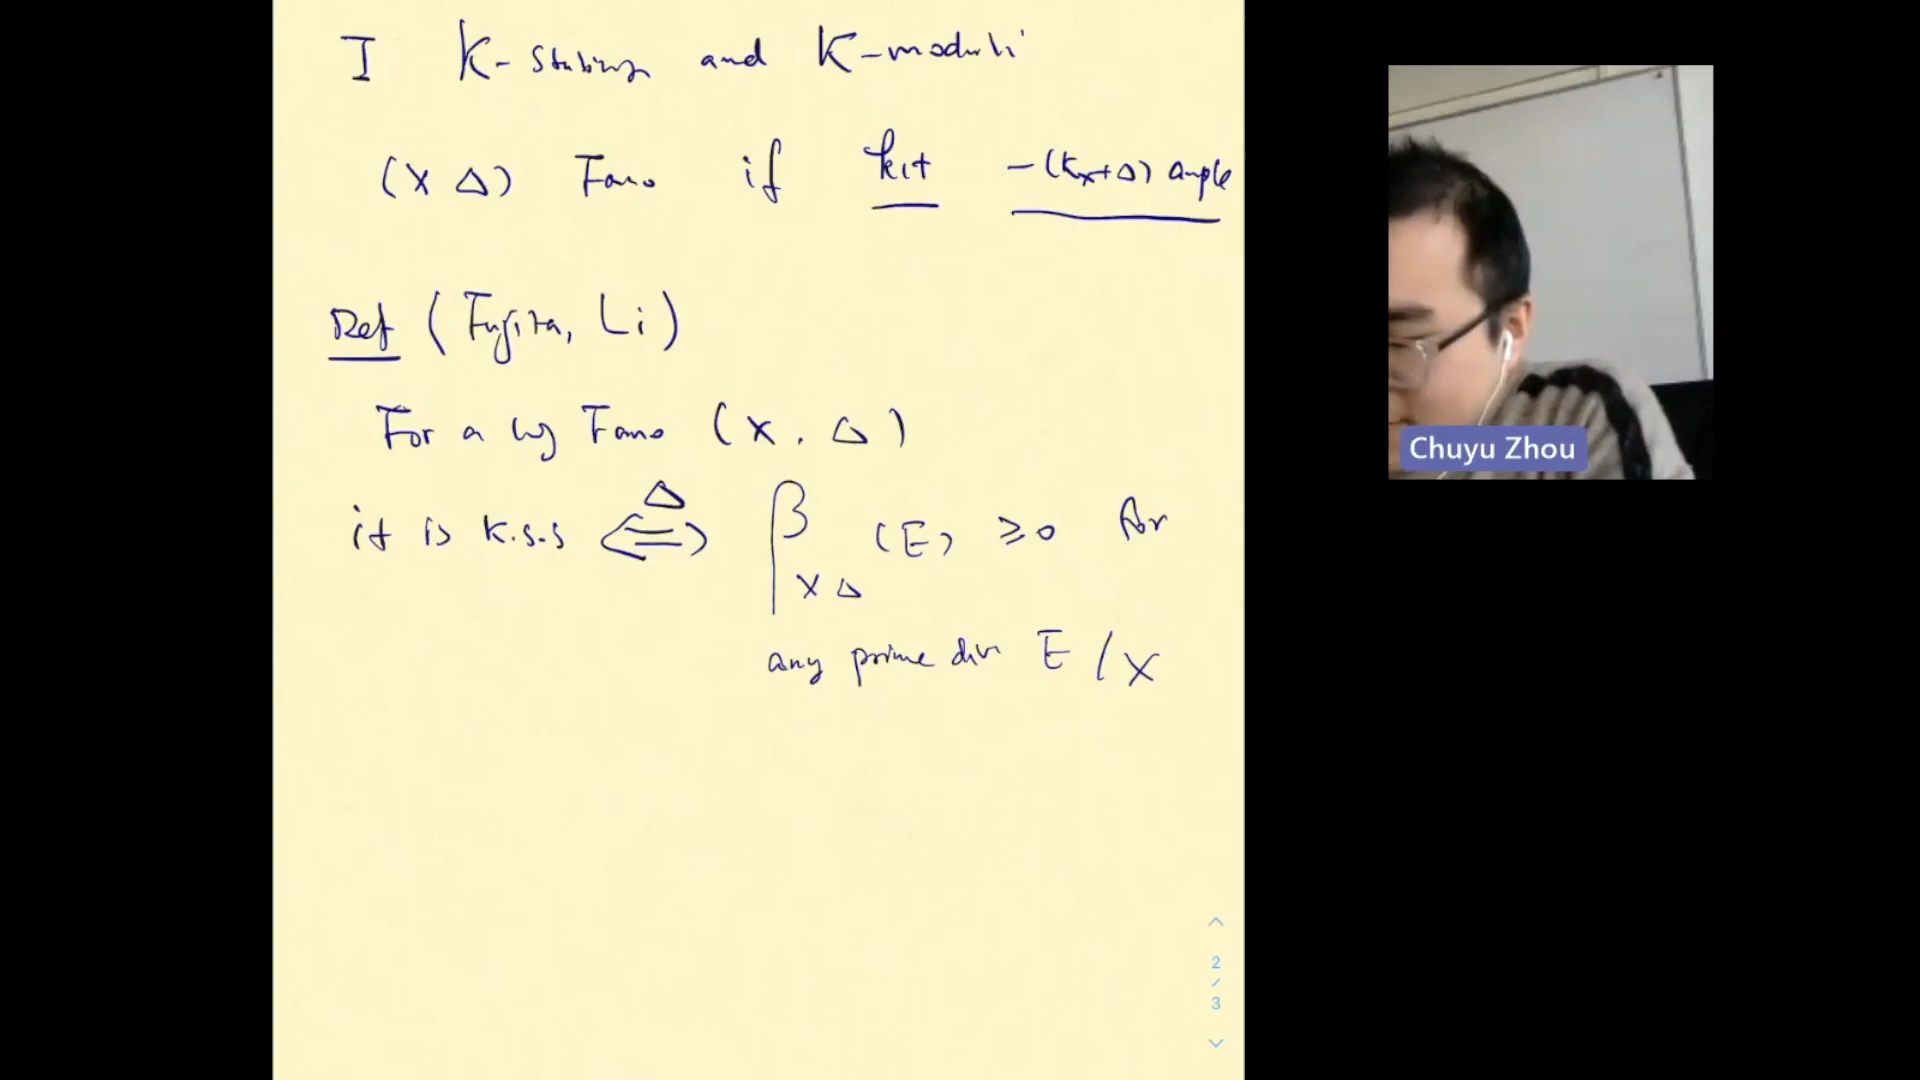 I K-stability and K-moduli
(X Δ) Fano if klt -(K_X+Δ) ample
Def (Fujita, Li)
For a log Fano (X, Δ)
it is K.s.s ⟺^Δ β_{X Δ} (E) ≥0 for
any prime div E / X
Chuyu Zhou
2
/
3